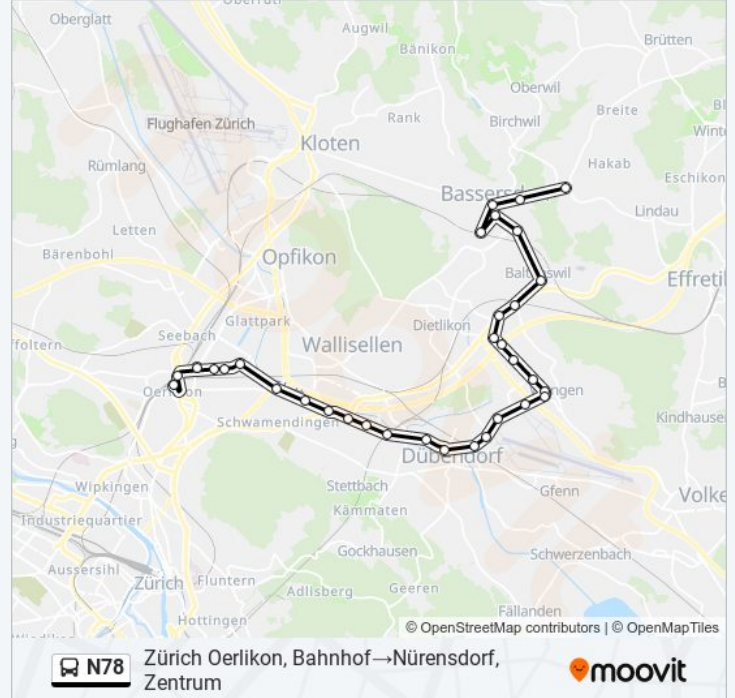 Oberglatt
Augwil
Bänikon
Brütten
Oberwil
Flughafen Zürich
Rank
Birchwil
Breite
Kloten
Rümlang
Hakab
Eschikon
Bassersd
Lindau
Letten
Bärenbohl
Opfikon
Effretil
Glattpark
Dietlikon
Seebach
Wallisellen
ffoltern
Schwamendingen
Kindhauser
Dübendorf
Wipkingen
Stettbach
Gfenn
Volke
Kämmaten
Industriequartier
Gockhausen
Schwerzenbach
Aussersihl
Zürich
Fluntern
Adlisberg
Geeren
Fällanden
Hottingen
© OpenStreetMap contributors | © OpenMapTiles
N78 Zürich Oerlikon, Bahnhof→Nürensdorf,
Zentrum
moovit